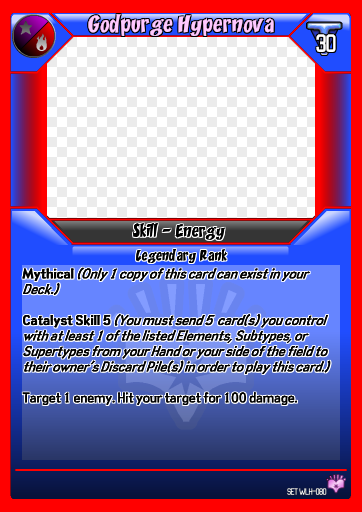 Godpurge Hypernova
30
Skill - Energy
Legendary Rank
Mythical (Only 1 copy of this card can exist in your
Deck.)
Catalyst Skill 5 (You must send 5 card(s) you control
with at least 1 of the listed Elements, Subtypes, or
Supertypes from your Hand or your side of the field to
their owner's Discard Pile(s) in order to play this card.)
Target 1 enemy. Hit your target for 100 damage.
SET WLH-080